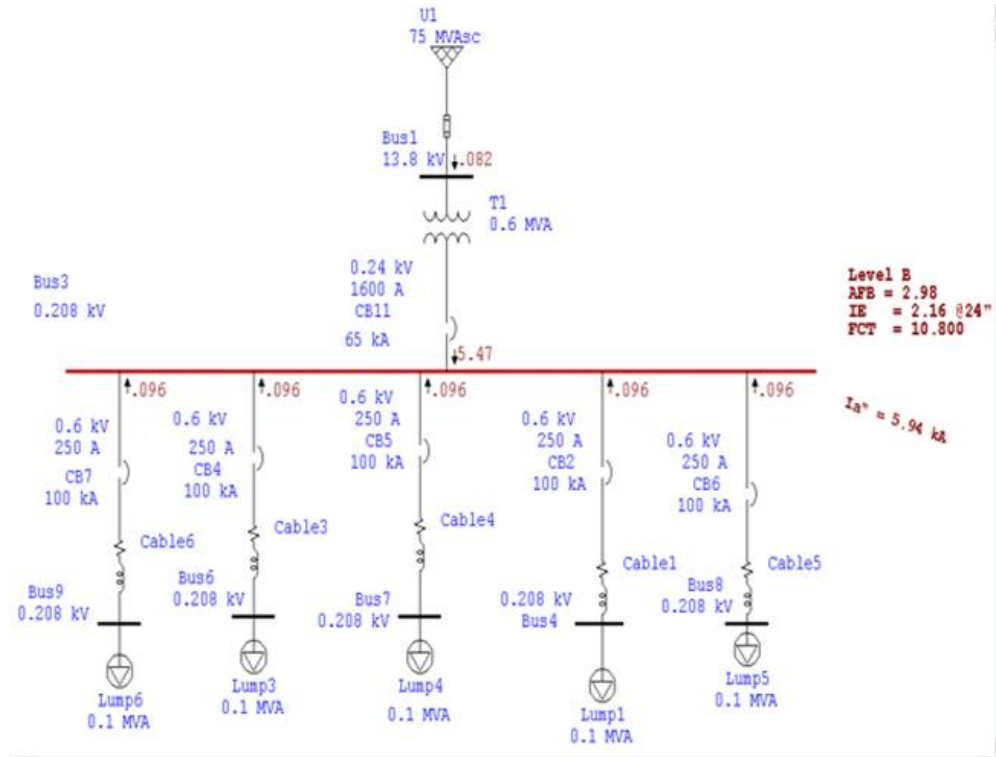 U1
75 MVAsc
Bus1
13.8 kV
.082
T1
0.6 MVA
0.24 kV
1600 A
CB11
65 kA
5.47
Bus3
0.208 kV
Level B
AFB = 2.98
IE = 2.16 @24"
FCT = 10.800
Ia" = 5.94 kA
.096
.096
.096
.096
.096
0.6 kV
250 A
CB7
100 kA
0.6 kV
250 A
CB4
100 kA
0.6 kV
250 A
CB5
100 kA
0.6 kV
250 A
CB2
100 kA
0.6 kV
250 A
CB6
100 kA
Cable6
Cable3
Cable4
Cable1
Cable5
Bus9
0.208 kV
Bus6
0.208 kV
Bus7
0.208 kV
0.208 kV
Bus4
Bus8
0.208 kV
Lump6
0.1 MVA
Lump3
0.1 MVA
Lump4
0.1 MVA
Lump1
0.1 MVA
Lump5
0.1 MVA